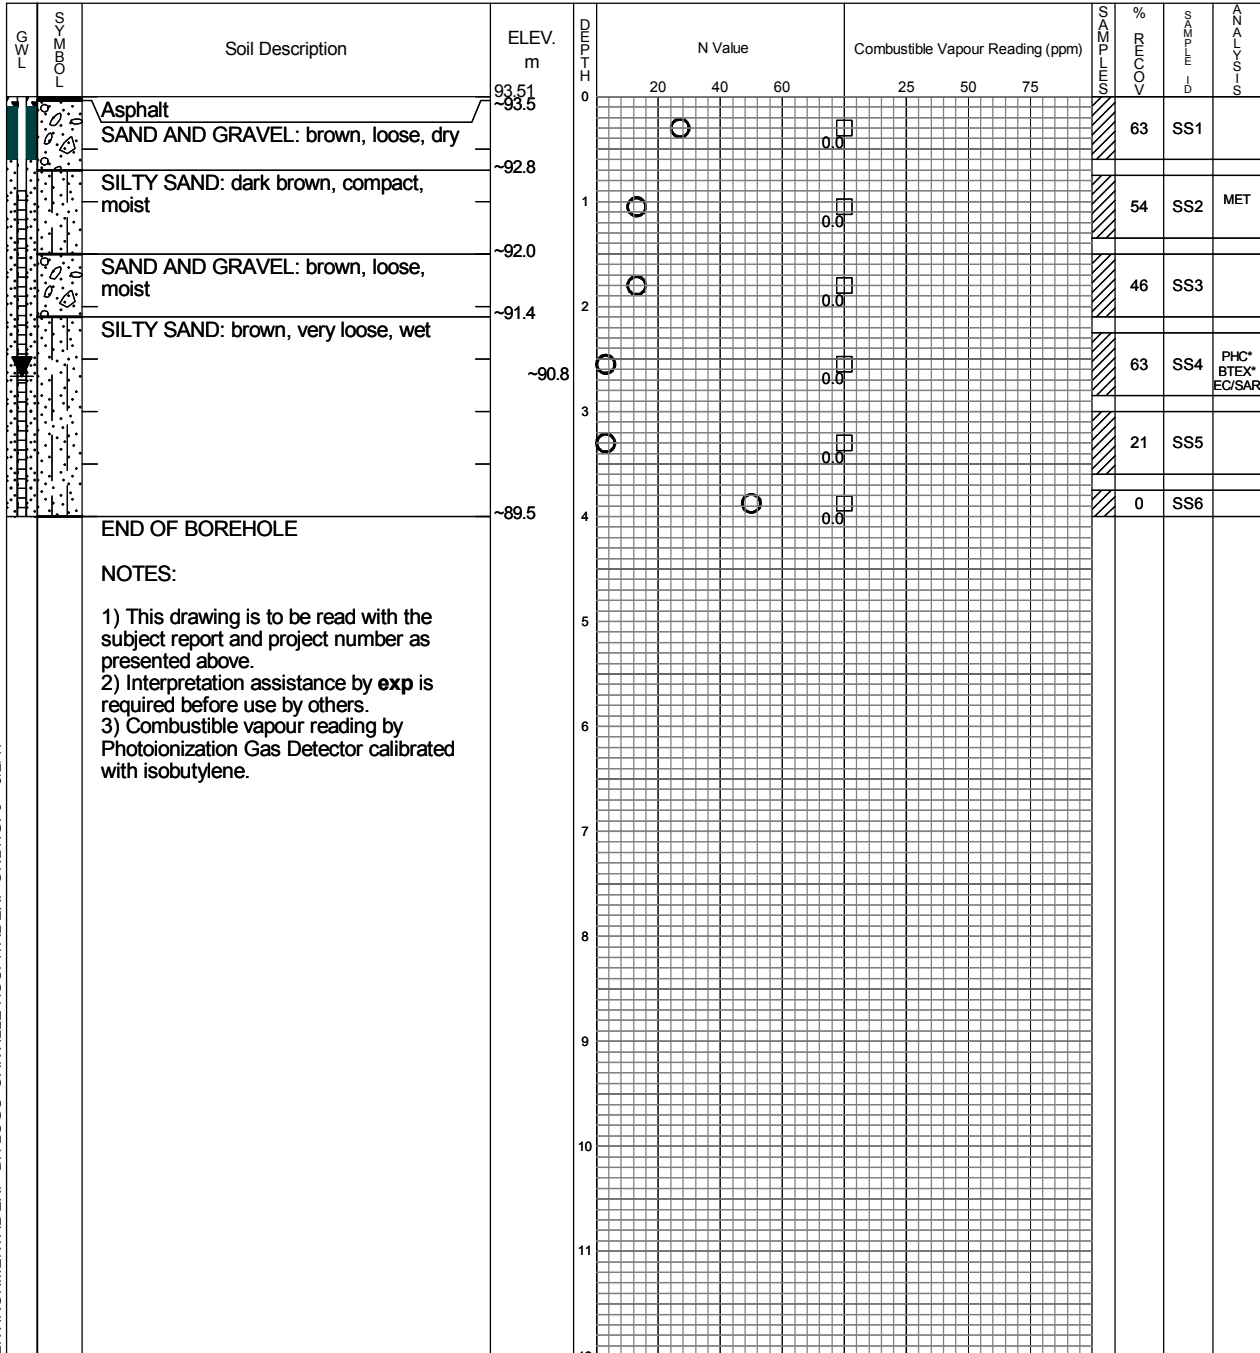 GWL
SYMBOL
Soil Description
ELEV.
m
DEPTH
N Value
Combustible Vapour Reading (ppm)
SAMPLES
% RECOV
SAMPLE ID
ANALYSIS
20 40 60
25 50 75
93.51
0
~93.5
Asphalt
SAND AND GRAVEL: brown, loose, dry
0.0
63 SS1
~92.8
SILTY SAND: dark brown, compact,
moist
1
0.0
54 SS2 MET
~92.0
SAND AND GRAVEL: brown, loose,
moist
0.0
46 SS3
2
~91.4
SILTY SAND: brown, very loose, wet
~90.8
0.0
63 SS4
PHC*
BTEX*
EC/SAR
3
0.0
21 SS5
0.0
0 SS6
~89.5
4
END OF BOREHOLE
NOTES:
1) This drawing is to be read with the
subject report and project number as
presented above.
2) Interpretation assistance by exp is
required before use by others.
3) Combustible vapour reading by
Photoionization Gas Detector calibrated
with isobutylene.
5
6
7
8
9
10
11